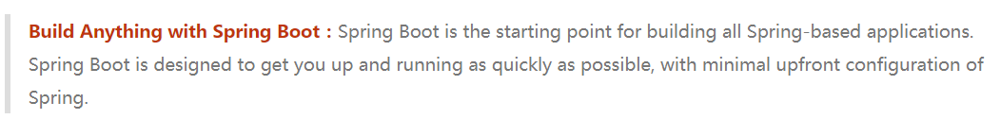 Build Anything with Spring Boot：Spring Boot is the starting point for building all Spring-based applications.
Spring Boot is designed to get you up and running as quickly as possible, with minimal upfront configuration of
Spring.